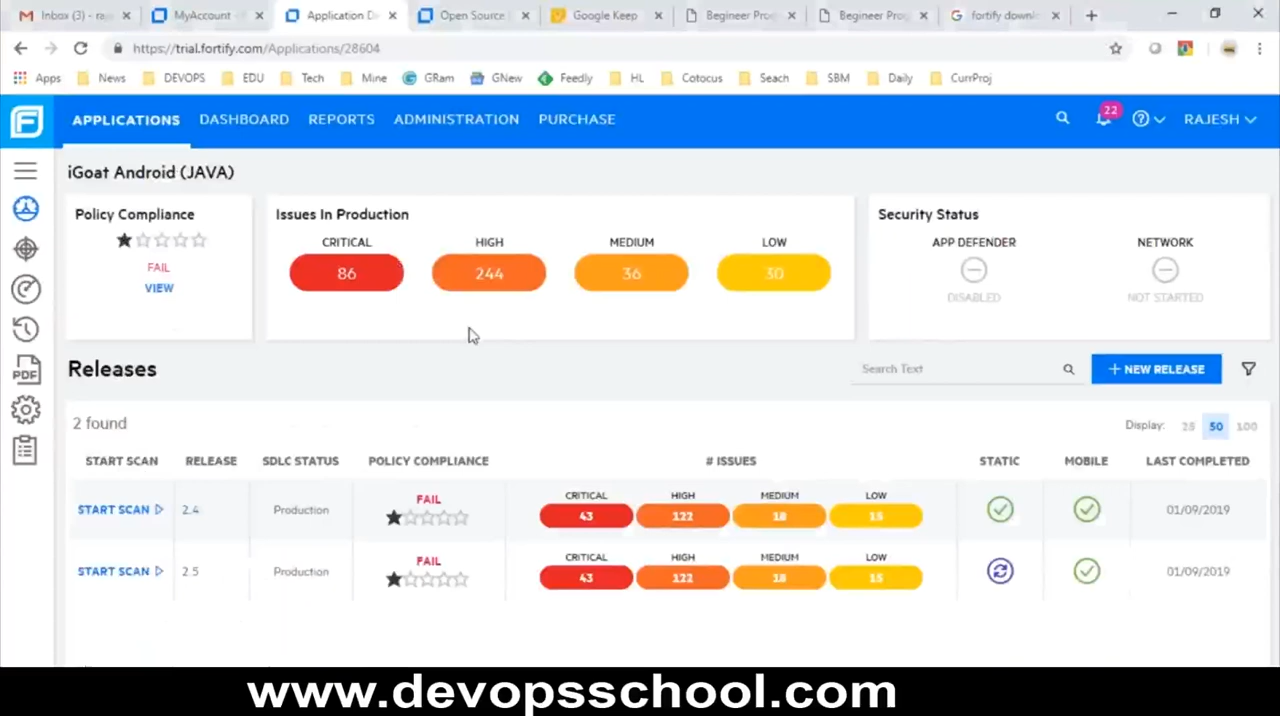 Inbox (3) - ra
MyAccount -
Application De
Open Source
Google Keep
Begineer Prog
Begineer Prog
fortify downl
https://trial.fortify.com/Applications/28604
Apps News DEVOPS EDU Tech Mine GRam GNew Feedly HL Cotocus Seach SBM Daily CurrProj
APPLICATIONS DASHBOARD REPORTS ADMINISTRATION PURCHASE 22 RAJESH
iGoat Android (JAVA)
Policy Compliance
FAIL
VIEW
Issues In Production
CRITICAL HIGH MEDIUM LOW
86 244 36 30
Security Status
APP DEFENDER NETWORK
DISABLED NOT STARTED
Releases
Search Text
+ NEW RELEASE
2 found
Display: 25 50 100
START SCAN RELEASE SDLC STATUS POLICY COMPLIANCE # ISSUES STATIC MOBILE LAST COMPLETED
START SCAN 2.4 Production FAIL CRITICAL 43 HIGH 122 MEDIUM 18 LOW 15 01/09/2019
START SCAN 2.5 Production FAIL CRITICAL 43 HIGH 122 MEDIUM 18 LOW 15 01/09/2019
PDF
www.devopsschool.com